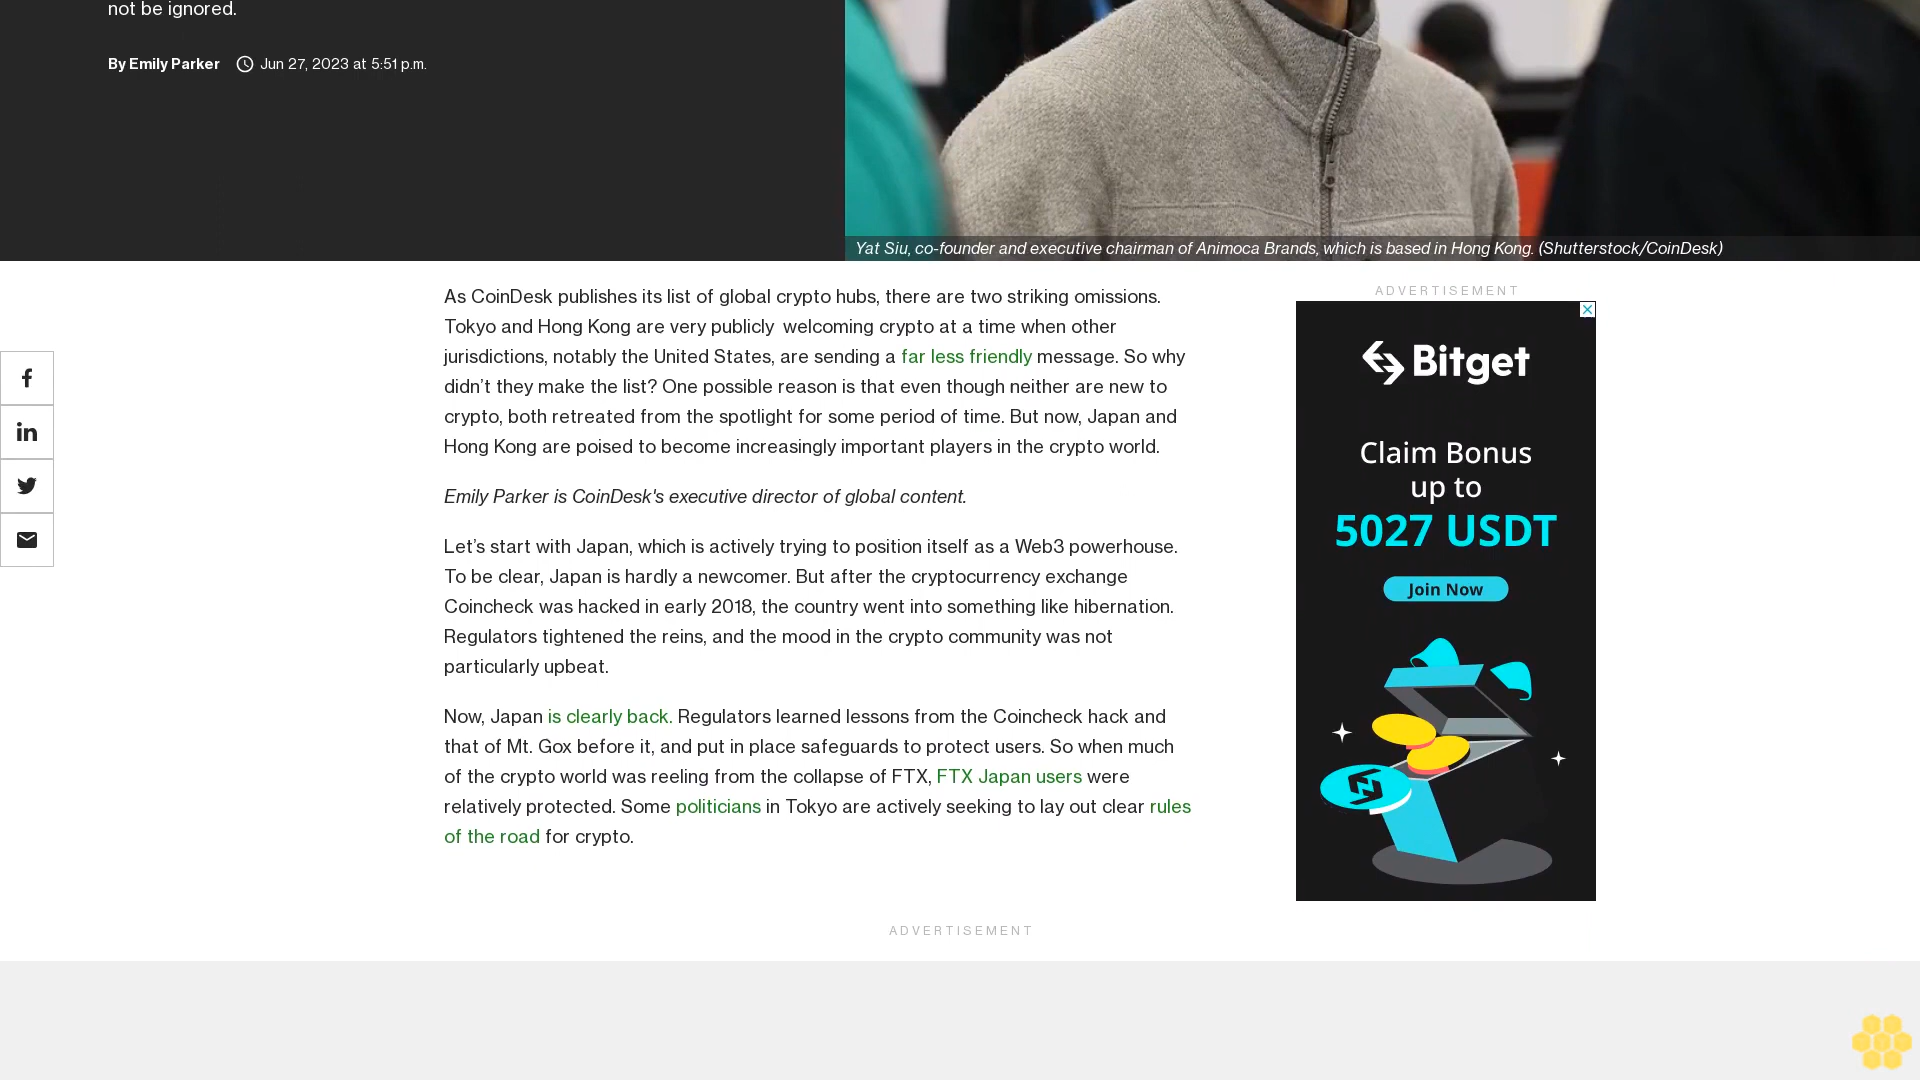 not be ignored.
By Emily Parker Jun 27, 2023 at 5:51 p.m.
Yat Siu, co-founder and executive chairman of Animoca Brands, which is based in Hong Kong. (Shutterstock/CoinDesk)
As CoinDesk publishes its list of global crypto hubs, there are two striking omissions.
Tokyo and Hong Kong are very publicly  welcoming crypto at a time when other
jurisdictions, notably the United States, are sending a far less friendly message. So why
didn’t they make the list? One possible reason is that even though neither are new to
crypto, both retreated from the spotlight for some period of time. But now, Japan and
Hong Kong are poised to become increasingly important players in the crypto world.
Emily Parker is CoinDesk's executive director of global content.
Let’s start with Japan, which is actively trying to position itself as a Web3 powerhouse.
To be clear, Japan is hardly a newcomer. But after the cryptocurrency exchange
Coincheck was hacked in early 2018, the country went into something like hibernation.
Regulators tightened the reins, and the mood in the crypto community was not
particularly upbeat.
Now, Japan is clearly back. Regulators learned lessons from the Coincheck hack and
that of Mt. Gox before it, and put in place safeguards to protect users. So when much
of the crypto world was reeling from the collapse of FTX, FTX Japan users were
relatively protected. Some politicians in Tokyo are actively seeking to lay out clear rules
of the road for crypto.
ADVERTISEMENT
Bitget
Claim Bonus
up to
5027 USDT
Join Now
ADVERTISEMENT